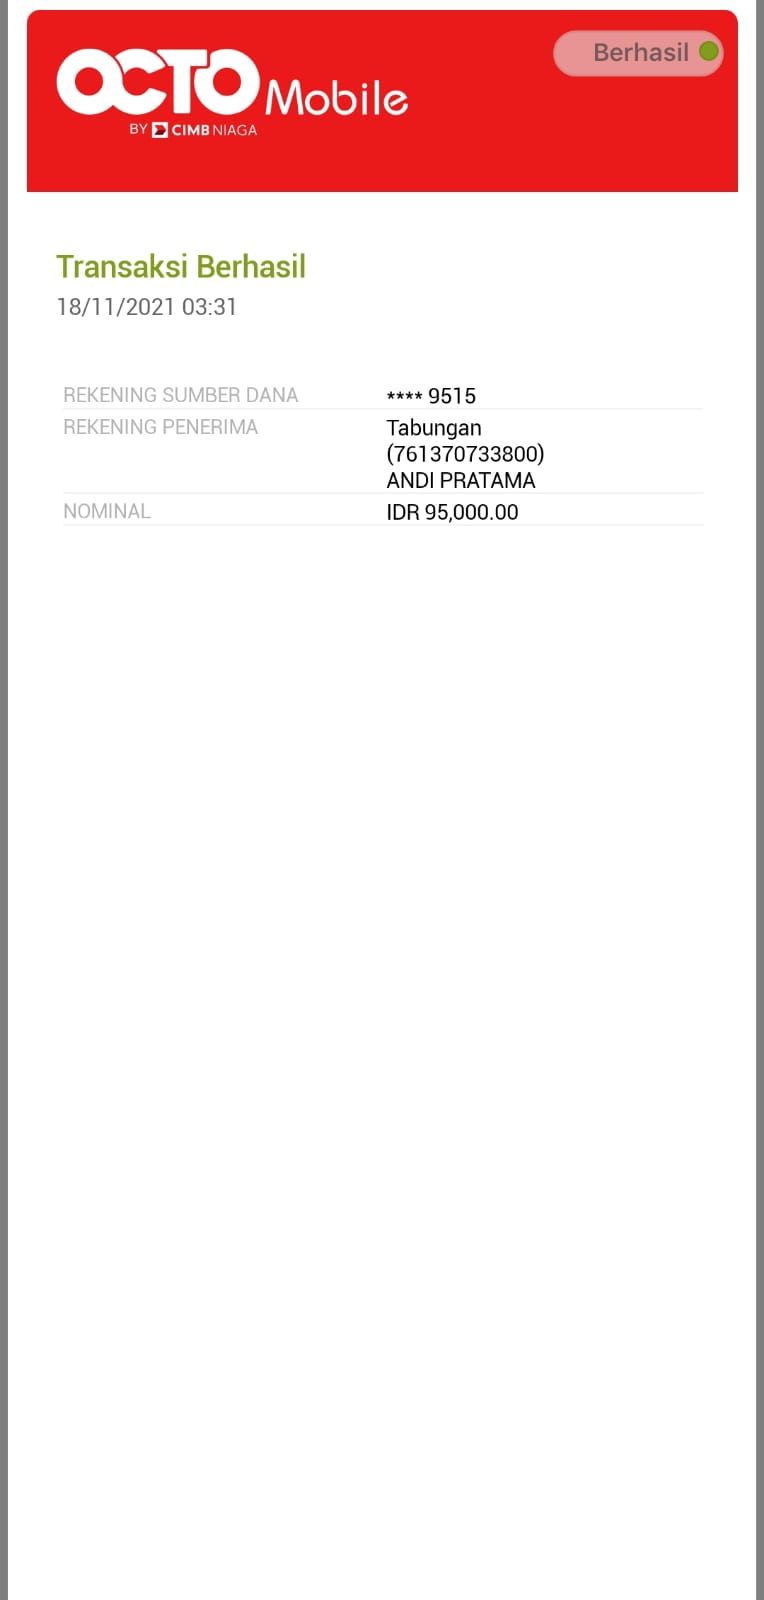 OCTO Mobile
BY CIMB NIAGA
Berhasil
Transaksi Berhasil
18/11/2021 03:31
REKENING SUMBER DANA **** 9515
REKENING PENERIMA Tabungan
(761370733800)
ANDI PRATAMA
NOMINAL IDR 95,000.00